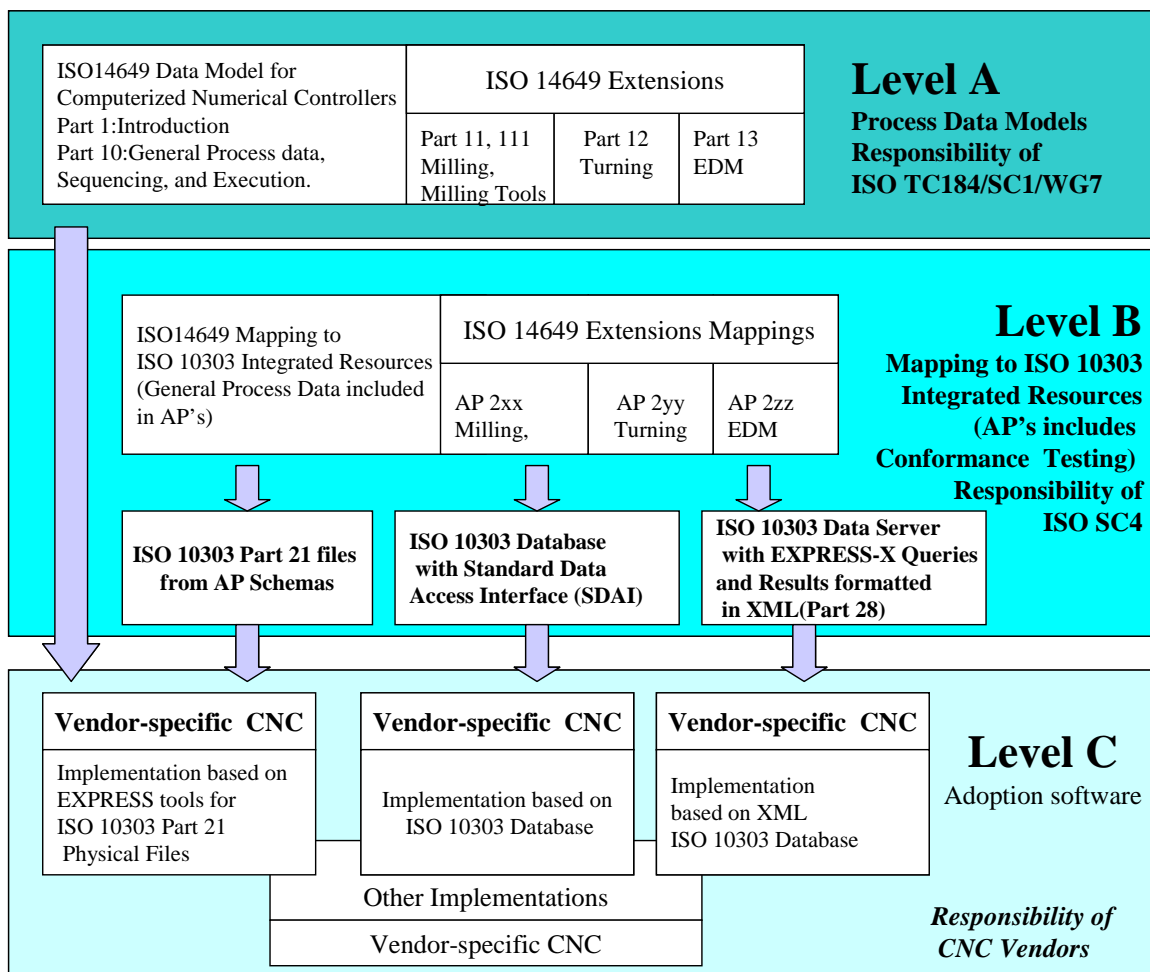 ISO14649 Data Model for
Computerized Numerical Controllers
Part 1:Introduction
Part 10:General Process data,
Sequencing, and Execution.
ISO 14649 Extensions
Part 11, 111
Milling,
Milling Tools
Part 12
Turning
Part 13
EDM
Level A
Process Data Models
Responsibility of
ISO TC184/SC1/WG7
ISO14649 Mapping to
ISO 10303 Integrated Resources
(General Process Data included
in AP's)
ISO 14649 Extensions Mappings
AP 2xx
Milling,
AP 2yy
Turning
AP 2zz
EDM
Level B
Mapping to ISO 10303
Integrated Resources
(AP's includes
Conformance Testing)
Responsibility of
ISO SC4
ISO 10303 Part 21 files
from AP Schemas
ISO 10303 Database
with Standard Data
Access Interface (SDAI)
ISO 10303 Data Server
with EXPRESS-X Queries
and Results formatted
in XML(Part 28)
Vendor-specific CNC
Implementation based on
EXPRESS tools for
ISO 10303 Part 21
Physical Files
Vendor-specific CNC
Implementation based on
ISO 10303 Database
Vendor-specific CNC
Implementation
based on XML
ISO 10303 Database
Level C
Adoption software
Other Implementations
Vendor-specific CNC
Responsibility of
CNC Vendors